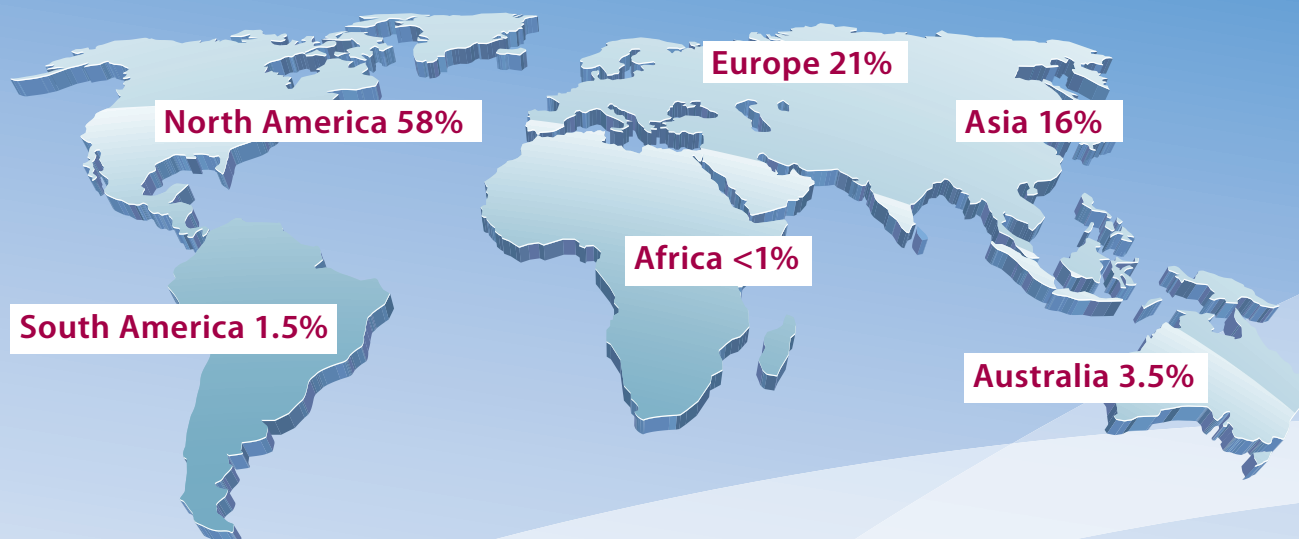 Europe 21%
North America 58%
Asia 16%
Africa <1%
South America 1.5%
Australia 3.5%